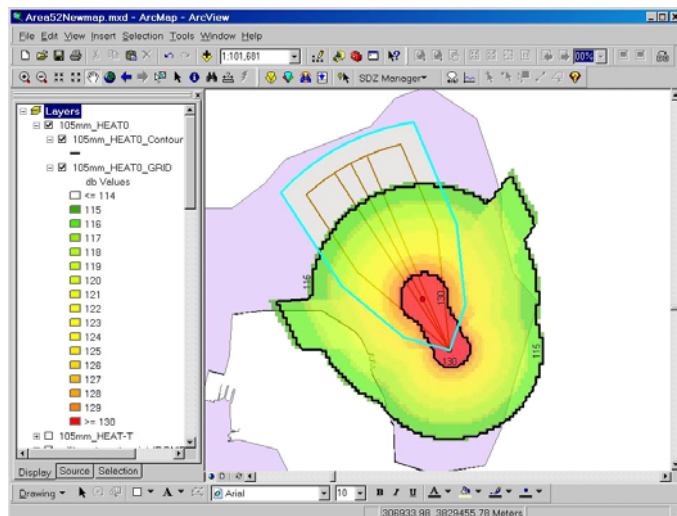 Area52Newmap.mxd - ArcMap - ArcView
File Edit View Insert Selection Tools Window Help
1:101,681
00%
SDZ Manager
Layers
105mm_HEAT0
105mm_HEAT0_Contour
105mm_HEAT0_GRID
db Values
<= 114
115
116
117
118
119
120
121
122
123
124
125
126
127
128
129
>= 130
105mm_HEAT-T
115
130
130
115
Display Source Selection
Drawing
A
Arial
10
B I U
A
306933.98 3829455.78 Meters